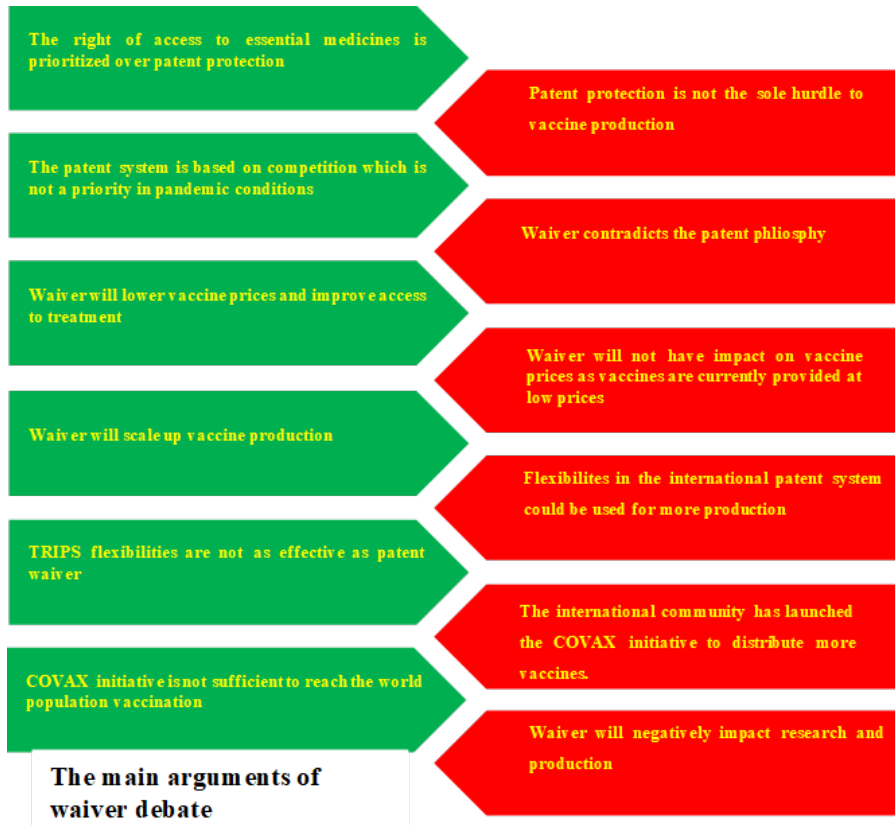 The right of access to essential medicines is
prioritized over patent protection
Patent protection is not the sole hurdle to
vaccine production
The patent system is based on competition which is
not a priority in pandemic conditions
Waiver contradicts the patent phliosphy
Waiver will lower vaccine prices and improve access
to treatment
Waiver will not have impact on vaccine
prices as vaccines are currently provided at
low prices
Waiver will scale up vaccine production
Flexibilites in the international patent system
could be used for more production
TRIPS flexibilities are not as effective as patent
waiver
The international community has launched
the COVAX initiative to distribute more
vaccines.
COVAX initiative is not sufficient to reach the world
population vaccination
Waiver will negatively impact research and
production
The main arguments of
waiver debate